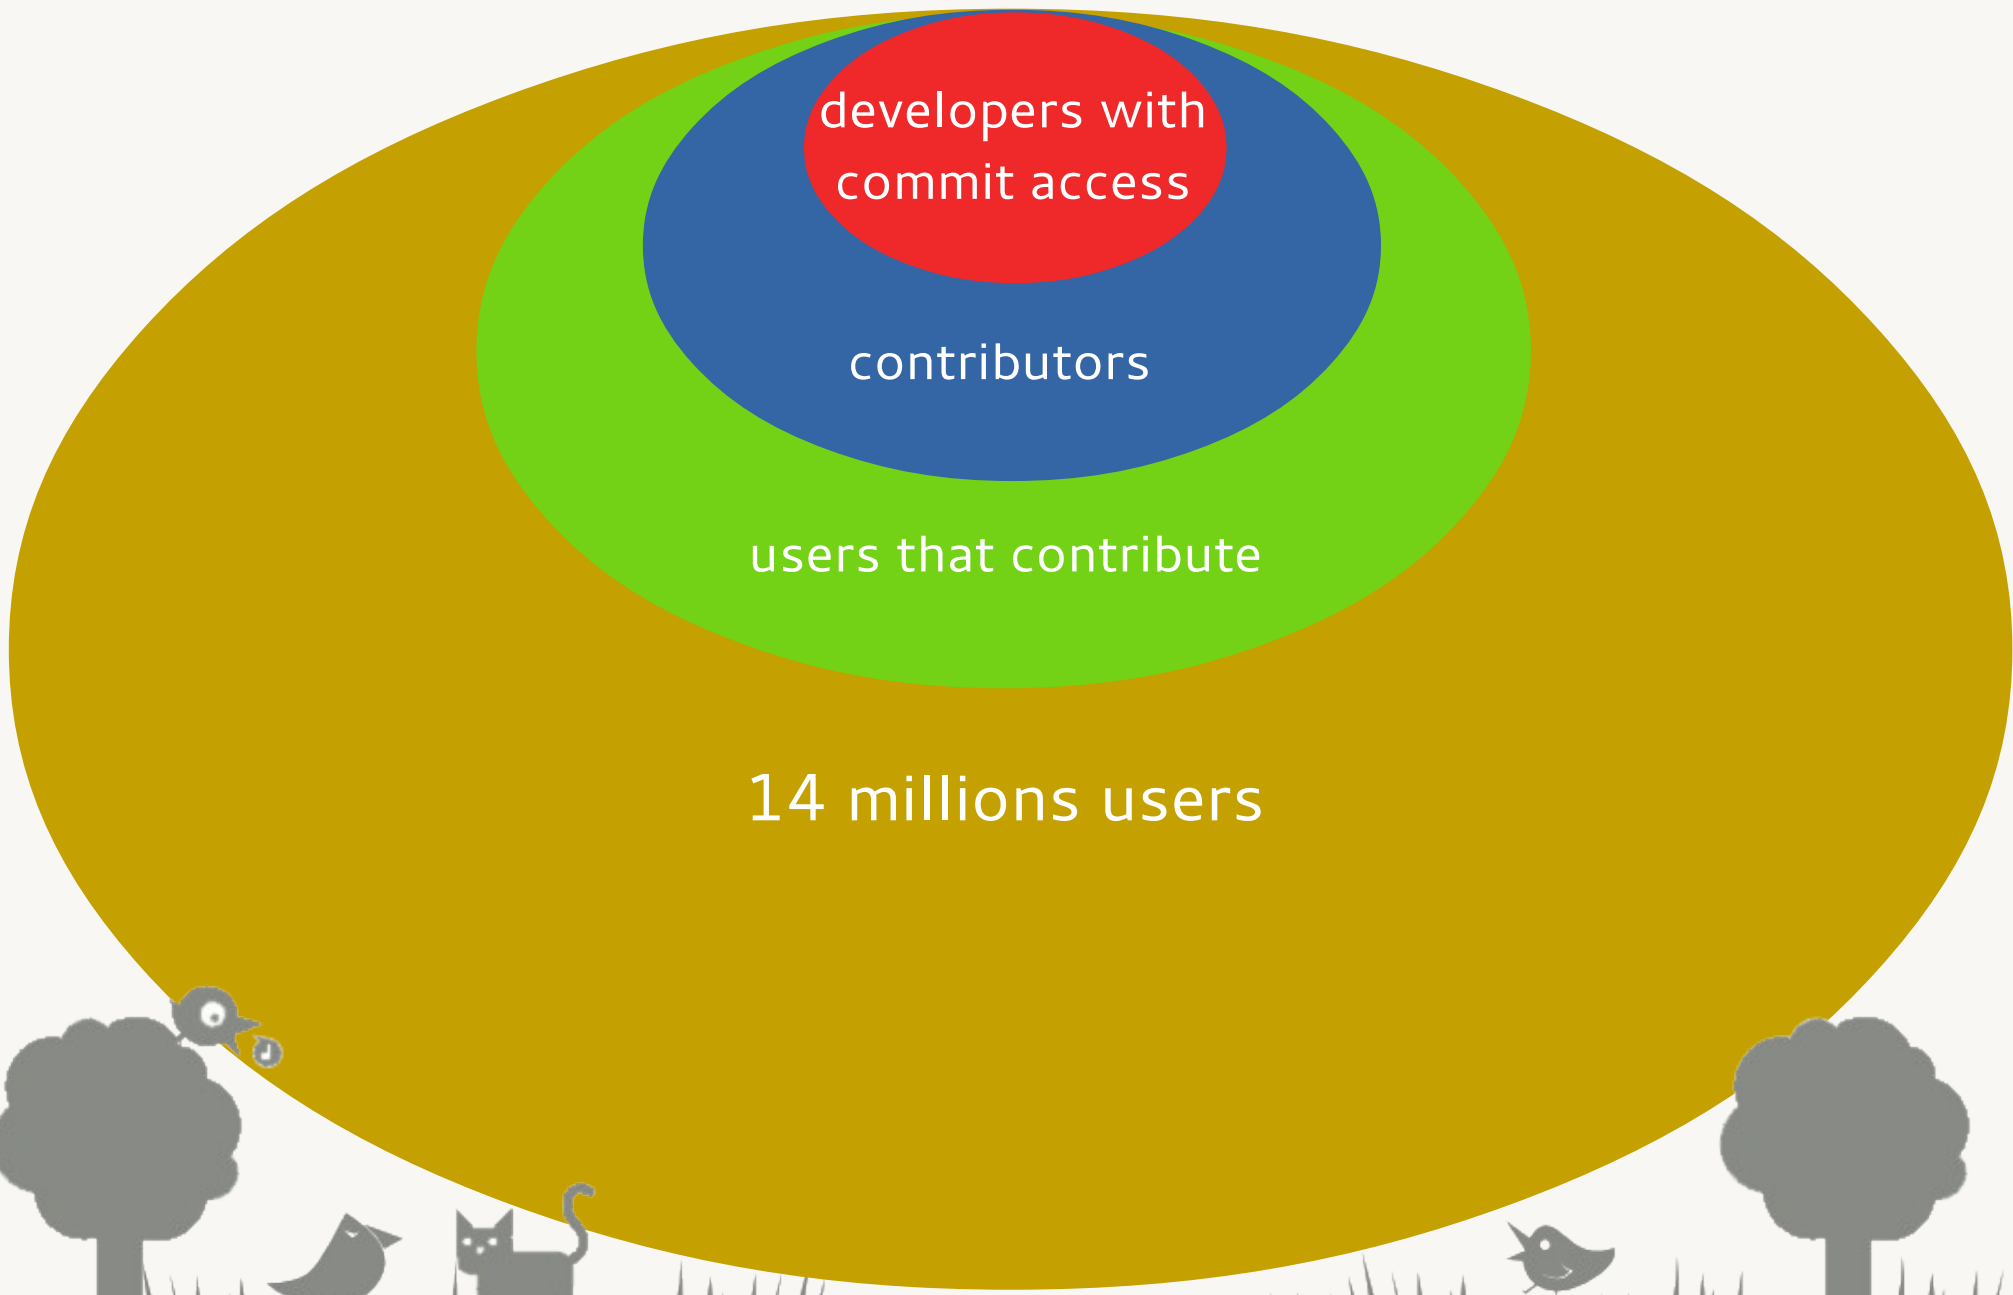 developers with
commit access
contributors
users that contribute
14 millions users